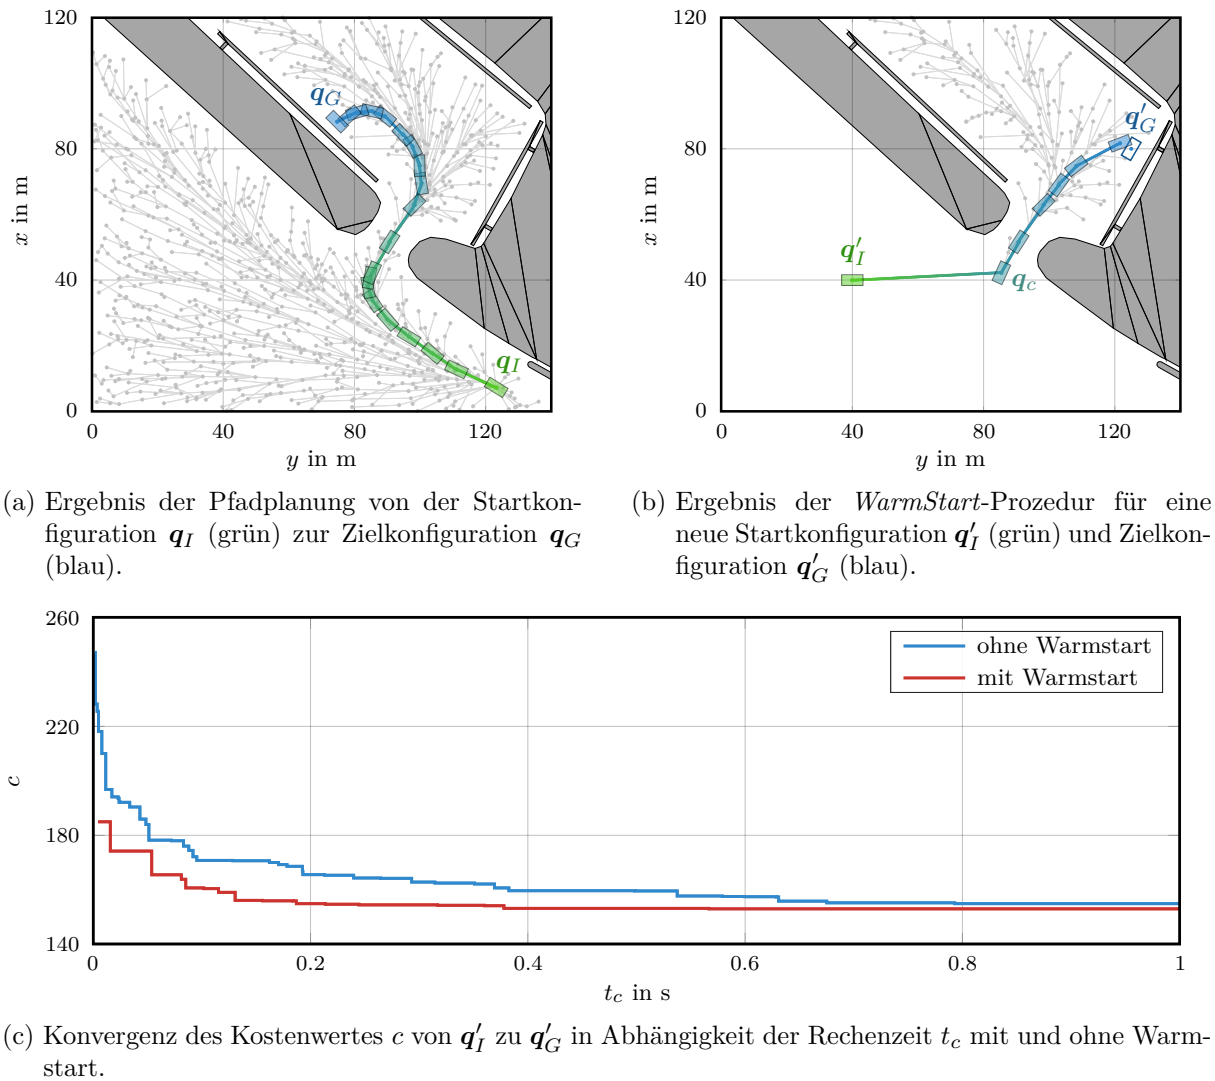 120
80
40
0
x in m
q_G
q_I
0
40
80
120
y in m
120
80
40
0
x in m
q'_G
q'_I
q_c
0
40
80
120
y in m
(a) Ergebnis der Pfadplanung von der Startkon-
figuration q_I (grün) zur Zielkonfiguration q_G
(blau).
(b) Ergebnis der WarmStart-Prozedur für eine
neue Startkonfiguration q'_I (grün) und Zielkon-
figuration q'_G (blau).
260
220
180
140
c
ohne Warmstart
mit Warmstart
0
0.2
0.4
0.6
0.8
1
t_c in s
(c) Konvergenz des Kostenwertes c von q'_I zu q'_G in Abhängigkeit der Rechenzeit t_c mit und ohne Warm-
start.